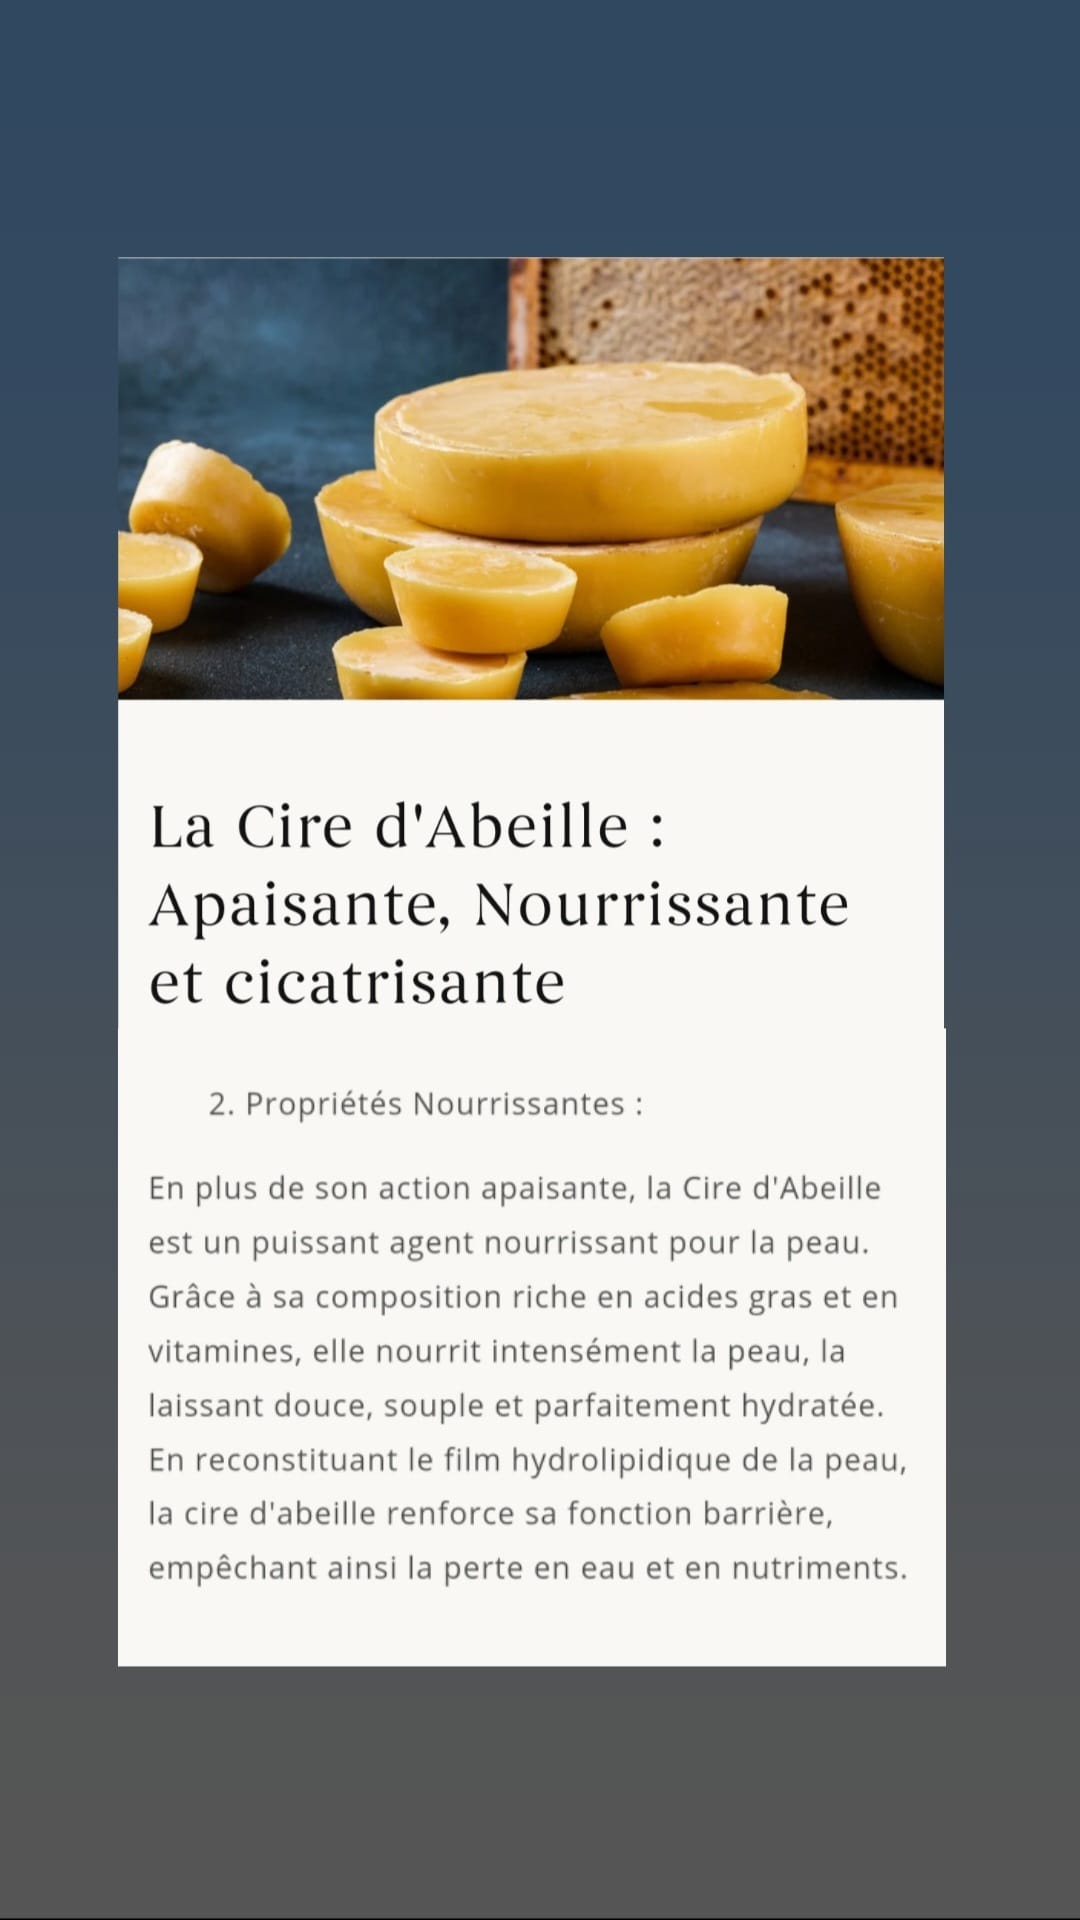 La Cire d'Abeille :
Apaisante, Nourrissante
et cicatrisante
2. Propriétés Nourrissantes :
En plus de son action apaisante, la Cire d'Abeille
est un puissant agent nourrissant pour la peau.
Grâce à sa composition riche en acides gras et en
vitamines, elle nourrit intensément la peau, la
laissant douce, souple et parfaitement hydratée.
En reconstituant le film hydrolipidique de la peau,
la cire d'abeille renforce sa fonction barrière,
empêchant ainsi la perte en eau et en nutriments.